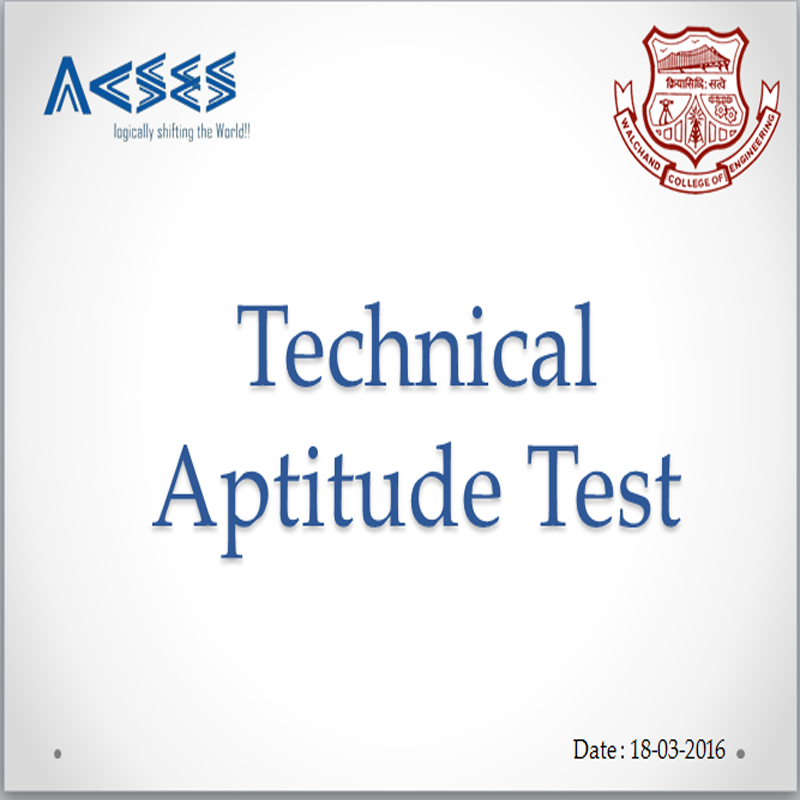 ACSES
logically shifting the World!!
क्रियासिद्धि: सत्वे
WALCHAND COLLEGE OF ENGINEERING
Technical
Aptitude Test
Date : 18-03-2016